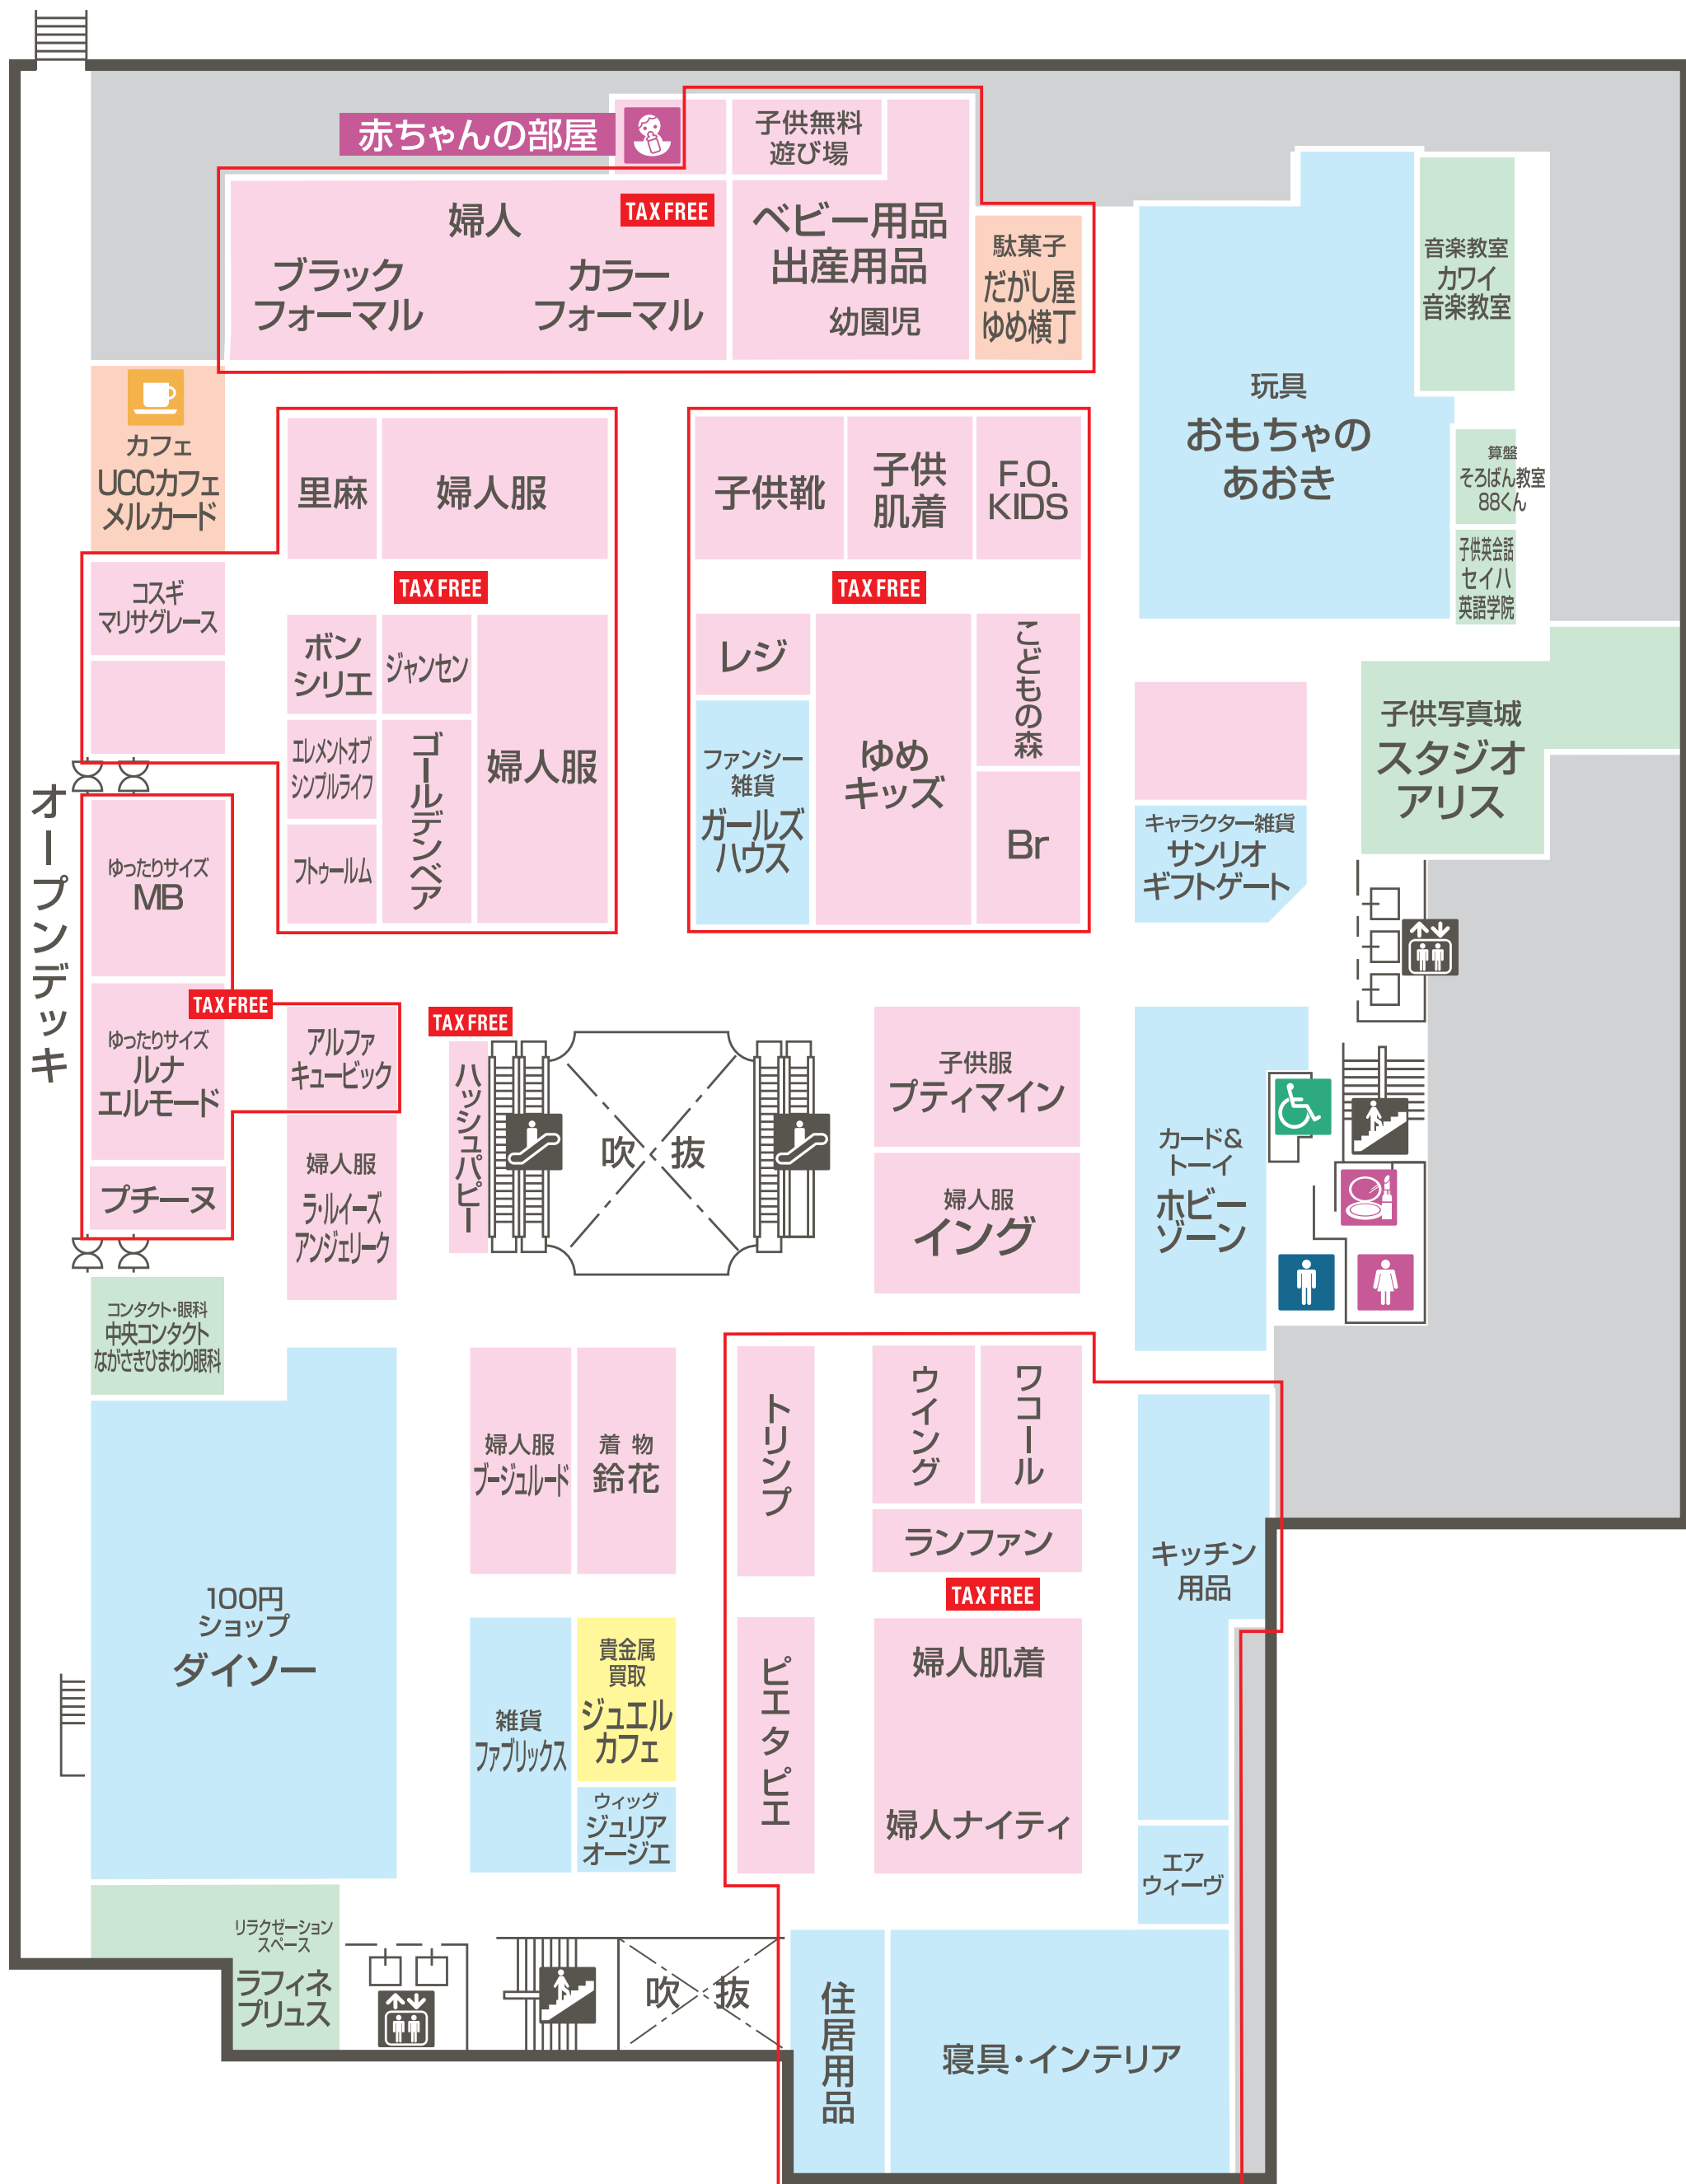 赤ちゃんの部屋
子供無料
遊び場
婦人
TAX FREE
ブラック
フォーマル
カラー
フォーマル
ベビー用品
出産用品
幼園児
駄菓子
だがし屋
ゆめ横丁
音楽教室
カワイ
音楽教室
玩具
おもちゃの
あおき
算盤
そろばん教室
88くん
子供英会話
セイハ
英語学院
カフェ
UCCカフェ
メルカード
里麻
婦人服
TAX FREE
子供靴
子供
肌着
F.O.
KIDS
TAX FREE
コスギ
マリサグレース
ボン
シリエ
ジャンセン
エレメントオブ
シンプルライフ
ゴールデンベア
婦人服
フトゥールム
レジ
ファンシー
雑貨
ガールズ
ハウス
ゆめ
キッズ
こどもの森
Br
キャラクター雑貨
サンリオ
ギフトゲート
子供写真城
スタジオ
アリス
オープンデッキ
ゆったりサイズ
MB
TAX FREE
ゆったりサイズ
ルナ
エルモード
アルファ
キュービック
プチーヌ
婦人服
ラ・ルイーズ
アンジェリーク
TAX FREE
ハッシュパピー
吹抜
子供服
プティマイン
婦人服
イング
カード&
トーイ
ホビー
ゾーン
コンタクト・眼科
中央コンタクト
ながさきひまわり眼科
100円
ショップ
ダイソー
婦人服
ブージュルード
着物
鈴花
トリンプ
ウイング
ワコール
ランファン
TAX FREE
キッチン
用品
雑貨
ファブリックス
貴金属
買取
ジュエル
カフェ
ウィッグ
ジュリア
オージエ
ピエタピエ
婦人肌着
婦人ナイティ
エア
ウィーヴ
リラクゼーション
スペース
ラフィネ
プリュス
吹抜
住居用品
寝具・インテリア